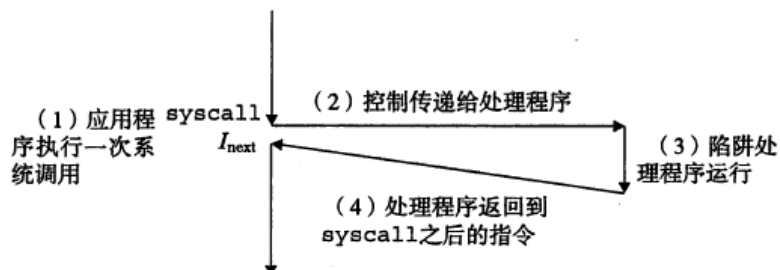 (1)应用程
序执行一次系
统调用
syscall
Inext
(2)控制传递给处理程序
(3)陷阱处
理程序运行
(4)处理程序返回到
syscall之后的指令